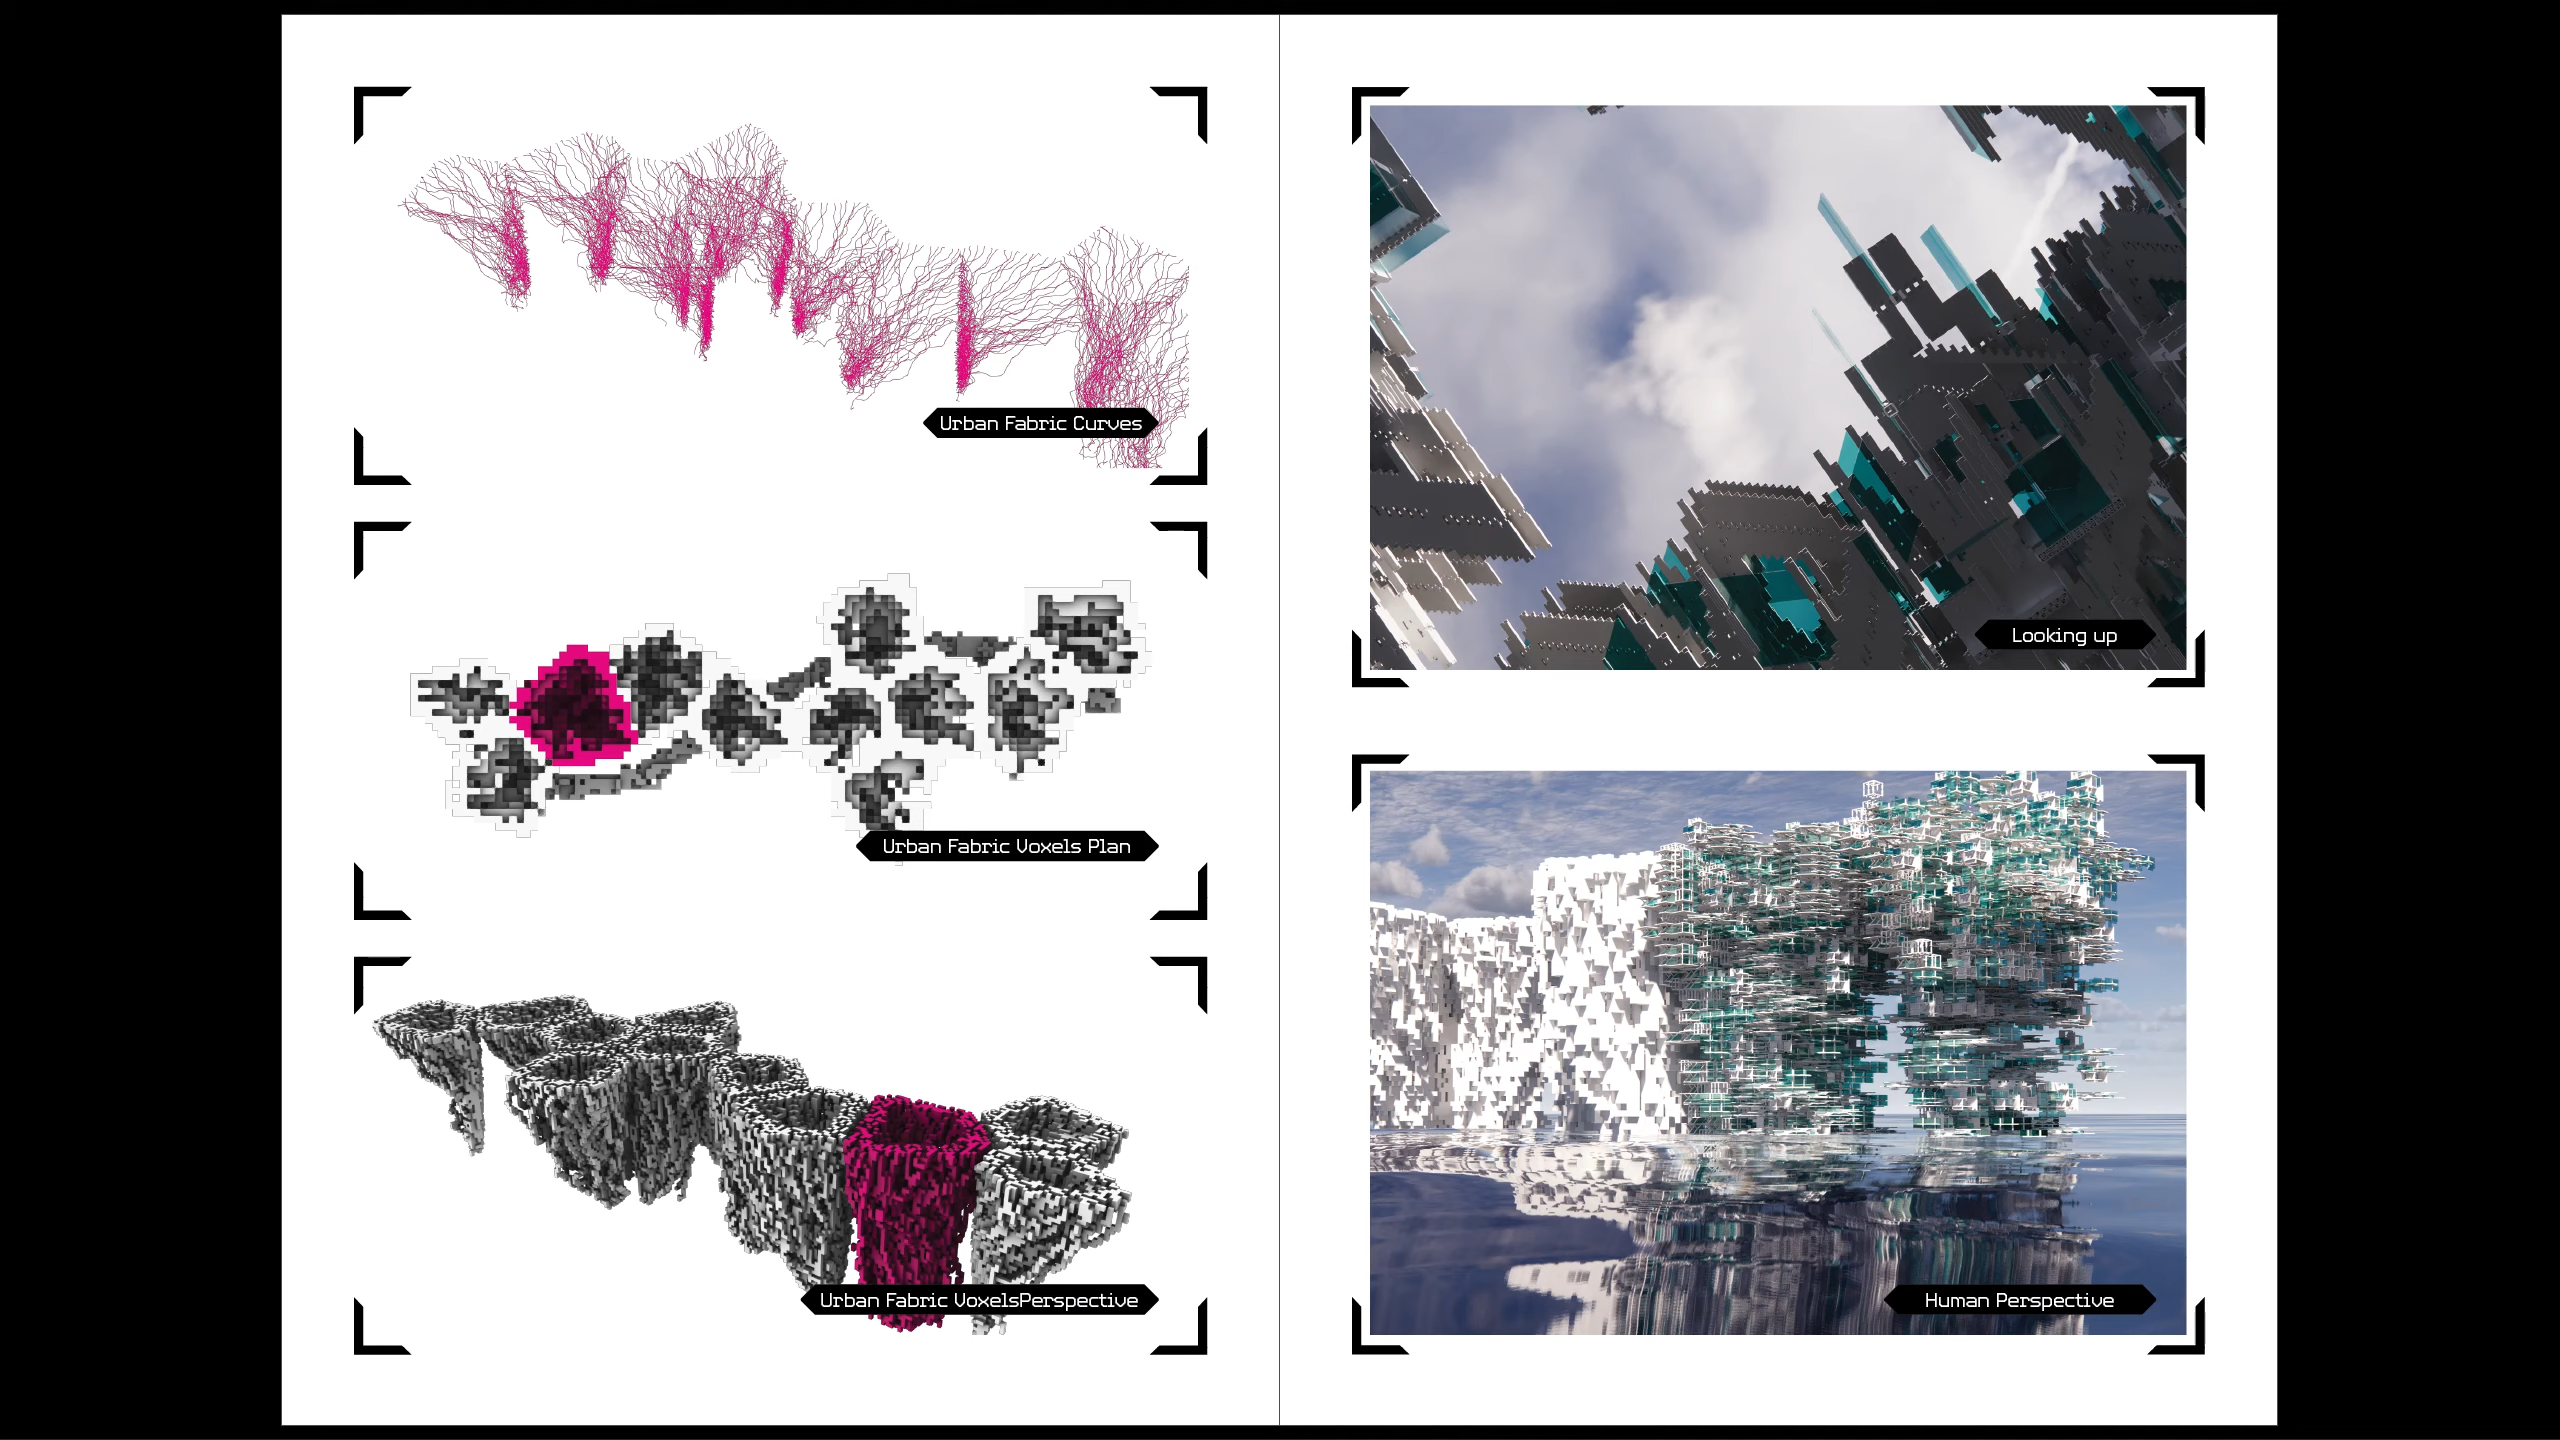 Urban Fabric Curves
Urban Fabric Voxels Plan
Urban Fabric VoxelsPerspective
Looking up
Human Perspective